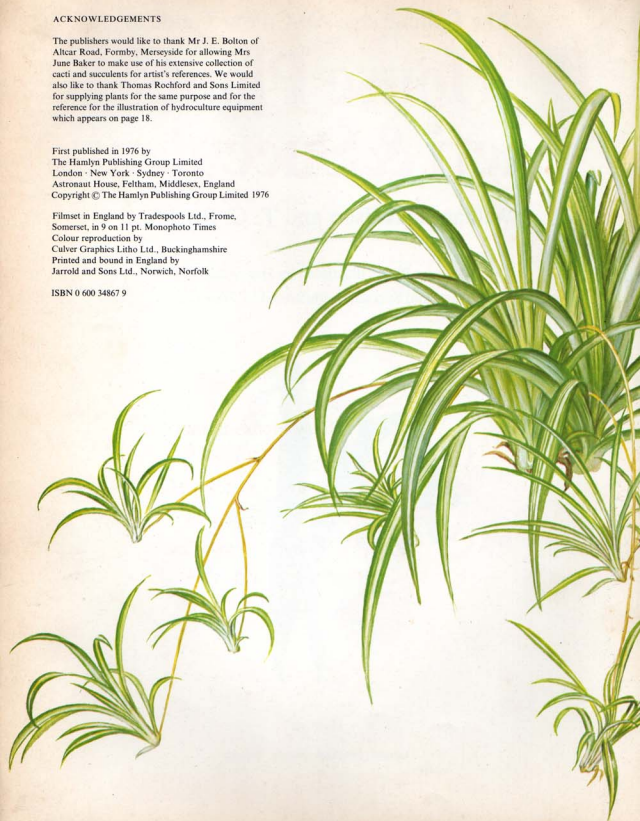 ACKNOWLEDGEMENTS
The publishers would like to thank Mr J. E. Bolton of
Altcar Road, Formby, Merseyside for allowing Mrs
June Baker to make use of his extensive collection of
cacti and succulents for artist's references. We would
also like to thank Thomas Rochford and Sons Limited
for supplying plants for the same purpose and for the
reference for the illustration of hydroculture equipment
which appears on page 18.
First published in 1976 by
The Hamlyn Publishing Group Limited
London · New York · Sydney · Toronto
Astronaut House, Feltham, Middlesex, England
Copyright © The Hamlyn Publishing Group Limited 1976
Filmset in England by Tradespools Ltd., Frome,
Somerset, in 9 on 11 pt. Monophoto Times
Colour reproduction by
Culver Graphics Litho Ltd., Buckinghamshire
Printed and bound in England by
Jarrold and Sons Ltd., Norwich, Norfolk
ISBN 0 600 34867 9